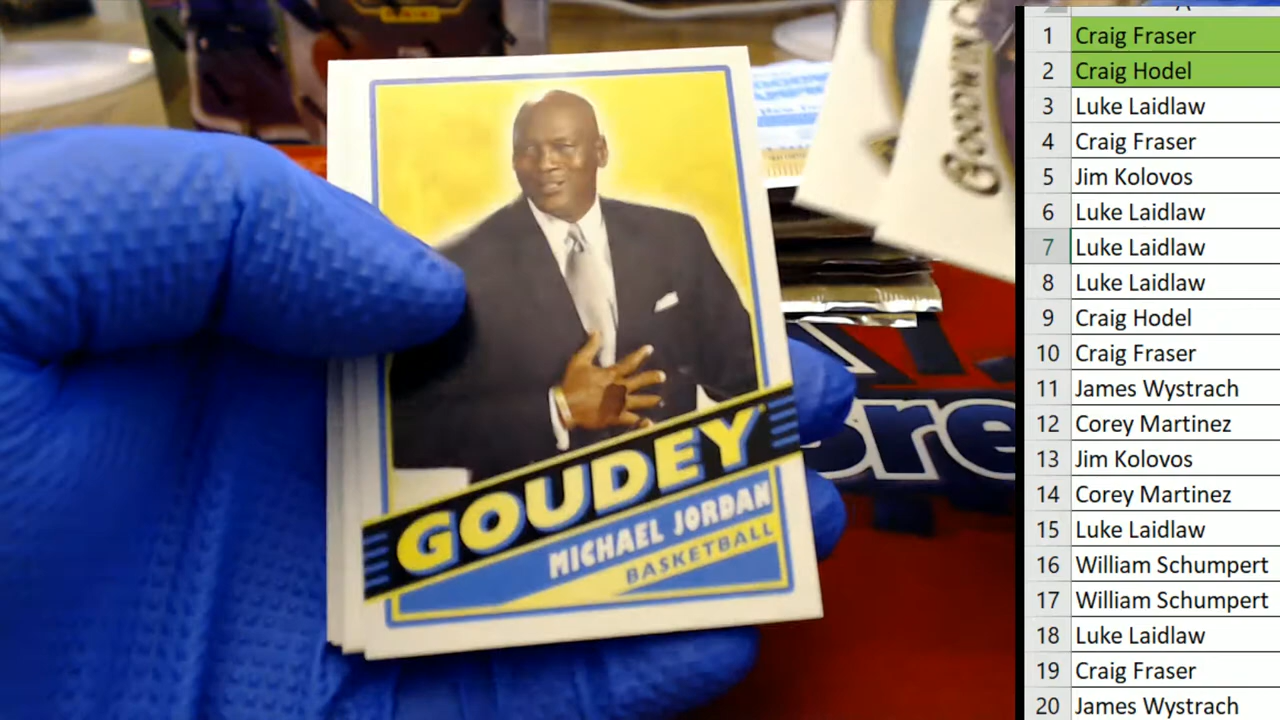 GOUDEY
MICHAEL JORDAN
BASKETBALL
GOODWIN
A
1 Craig Fraser
2 Craig Hodel
3 Luke Laidlaw
4 Craig Fraser
5 Jim Kolovos
6 Luke Laidlaw
7 Luke Laidlaw
8 Luke Laidlaw
9 Craig Hodel
10 Craig Fraser
11 James Wystrach
12 Corey Martinez
13 Jim Kolovos
14 Corey Martinez
15 Luke Laidlaw
16 William Schumpert
17 William Schumpert
18 Luke Laidlaw
19 Craig Fraser
20 James Wystrach